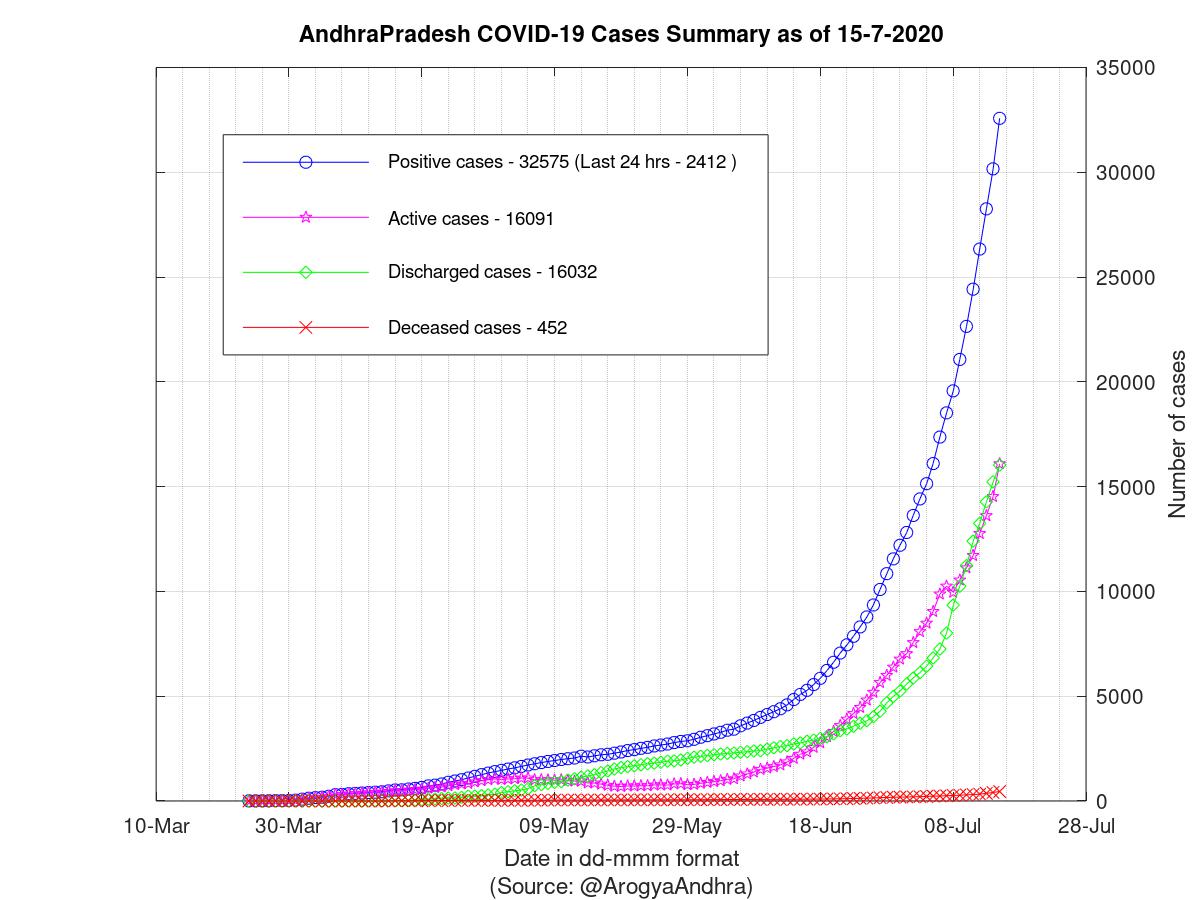 AndhraPradesh COVID-19 Cases Summary as of 15-7-2020
Positive cases - 32575 (Last 24 hrs - 2412 )
Active cases - 16091
Discharged cases - 16032
Deceased cases - 452
35000
30000
25000
20000
15000
10000
5000
0
Number of cases
10-Mar 30-Mar 19-Apr 09-May 29-May 18-Jun 08-Jul 28-Jul
Date in dd-mmm format
(Source: @ArogyaAndhra)